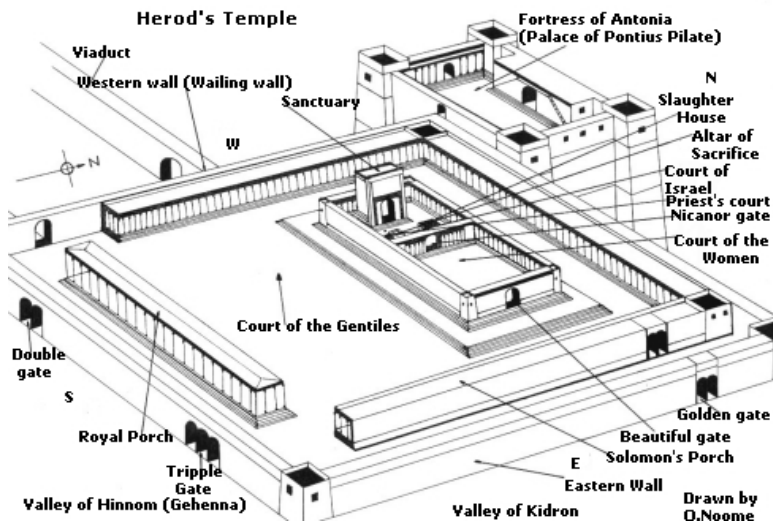 Herod's Temple
Fortress of Antonia
(Palace of Pontius Pilate)
Viaduct
Western wall (Wailing wall)
Sanctuary
N
Slaughter
House
Altar of
Sacrifice
W
N
Court of
Israel
Priest's court
Nicanor gate
Court of the
Women
Court of the Gentiles
Double
gate
S
Royal Porch
Golden gate
Beautiful gate
Solomon's Porch
Tripple
Gate
E
Eastern Wall
Valley of Hinnom (Gehenna)
Valley of Kidron
Drawn by
O.Noome